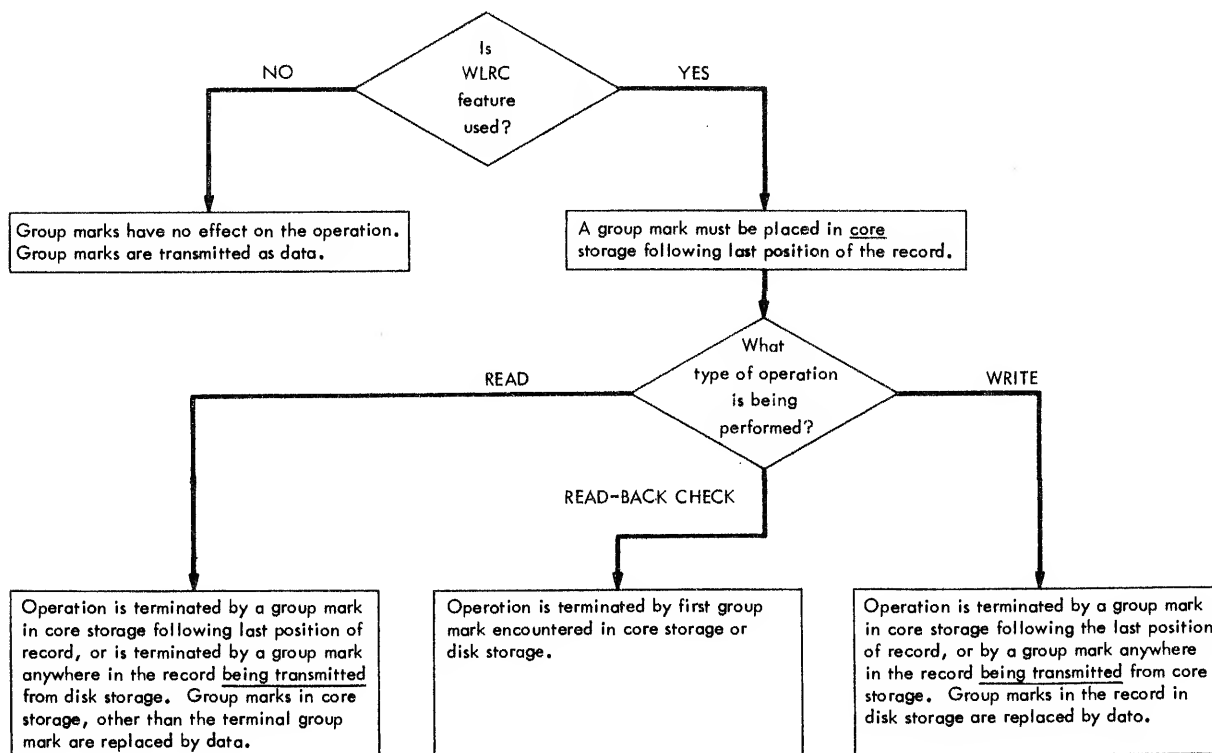 Is
WLRC
feature
used?
NO
YES
Group marks have no effect on the operation.
Group marks are transmitted as data.
A group mark must be placed in core
storage following last position of the record.
What
type of operation
is being
performed?
READ
WRITE
READ-BACK CHECK
Operation is terminated by a group mark
in core storage following last position of
record, or is terminated by a group mark
anywhere in the record being transmitted
from disk storage. Group marks in core
storage, other than the terminal group
mark are replaced by data.
Operation is terminated by first group
mark encountered in core storage or
disk storage.
Operation is terminated by a group mark
in core storage following the last position
of record, or by a group mark anywhere
in the record being transmitted from core
storage. Group marks in the record in
disk storage are replaced by data.